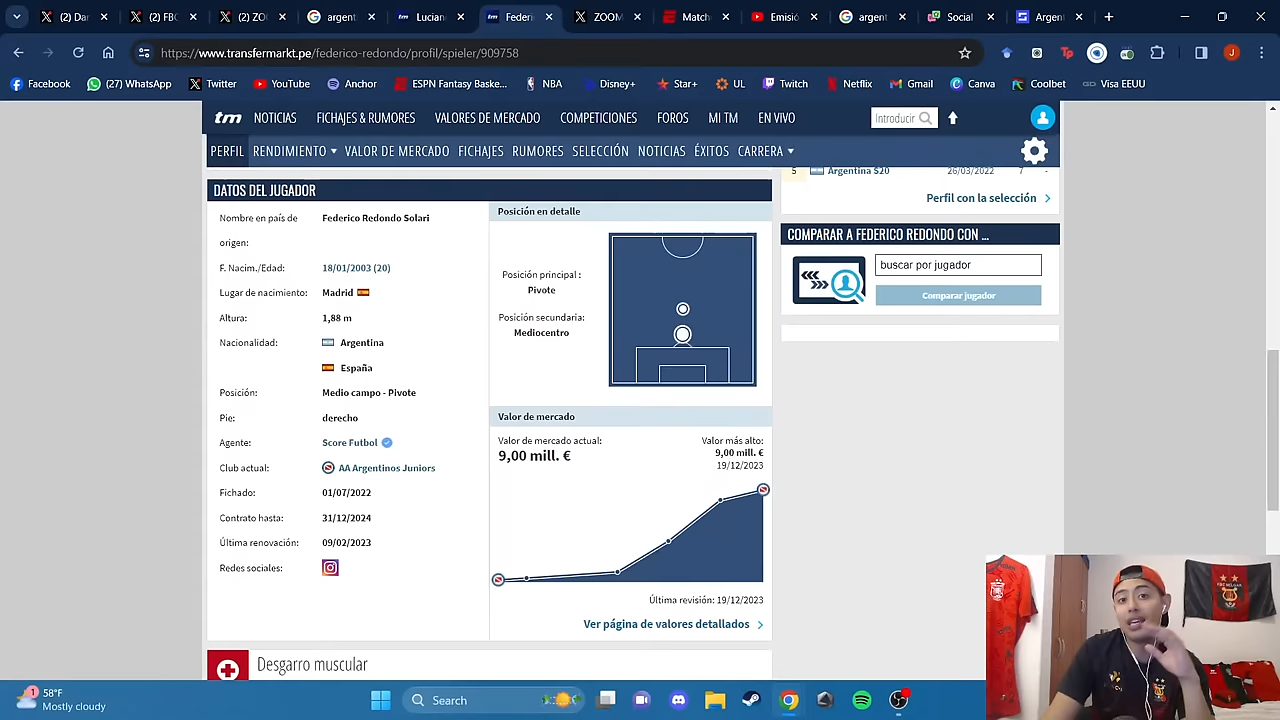 Dan
(1) FBC
(2) ZO
argent
Lucian
Federi
ZOOM
Match
Emisió
argent
Social
Argen
https://www.transfermarkt.pe/federico-redondo/profil/spieler/909758
Facebook
(27) WhatsApp
Twitter
YouTube
Anchor
ESPN Fantasy Baske...
NBA
Disney+
Star+
UL
Twitch
Netflix
Gmail
Canva
Coolbet
Visa EEUU
tm NOTICIAS FICHAJES & RUMORES VALORES DE MERCADO COMPETICIONES FOROS MI TM EN VIVO
Introducir
PERFIL RENDIMIENTO VALOR DE MERCADO FICHAJES RUMORES SELECCIÓN NOTICIAS ÉXITOS CARRERA
5 Argentina S20 26/03/2022 7 -
Perfil con la selección
DATOS DEL JUGADOR
Nombre en país de origen: Federico Redondo Solari
F. Nacim./Edad: 18/01/2003 (20)
Lugar de nacimiento: Madrid
Altura: 1,88 m
Nacionalidad: Argentina
España
Posición: Medio campo - Pivote
Pie: derecho
Agente: Score Futbol
Club actual: AA Argentinos Juniors
Fichado: 01/07/2022
Contrato hasta: 31/12/2024
Última renovación: 09/02/2023
Redes sociales:
Posición en detalle
Posición principal :
Pivote
Posición secundaria:
Mediocentro
Valor de mercado
Valor de mercado actual:
9,00 mill. €
Valor más alto:
9,00 mill. €
19/12/2023
Última revisión: 19/12/2023
Ver página de valores detallados
COMPARAR A FEDERICO REDONDO CON ...
buscar por jugador
Comparar jugador
Desgarro muscular
1
58°F
Mostly cloudy
Search